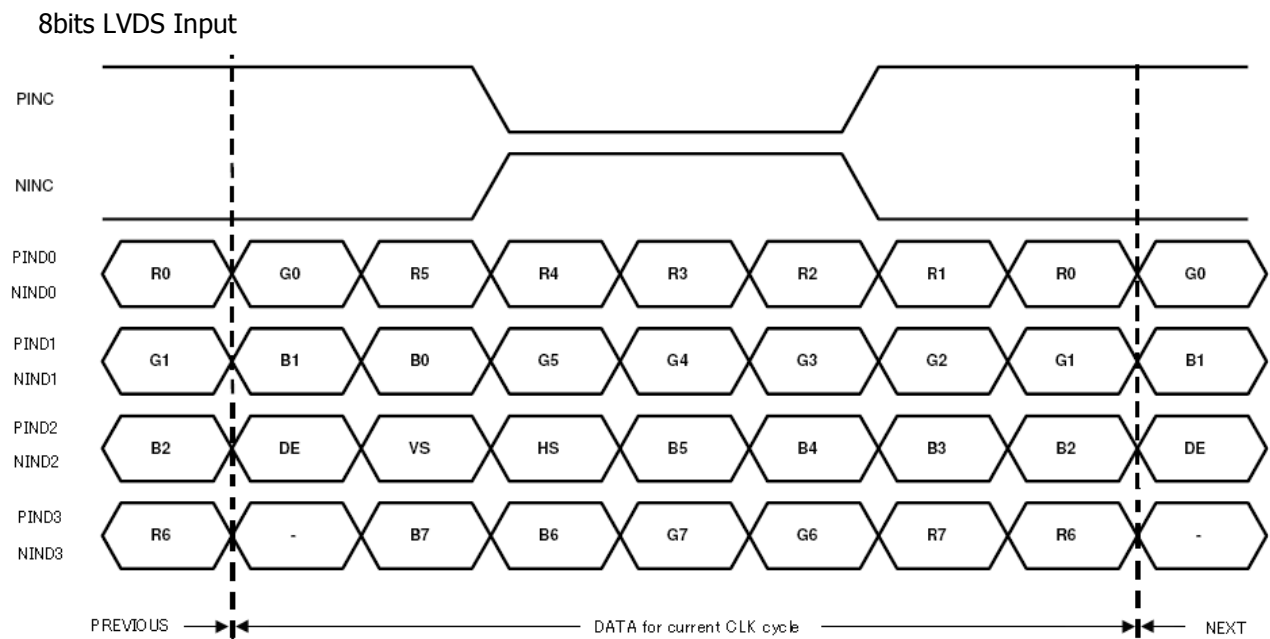 8bits LVDS Input
PINC
NINC
PIND0
R0 G0 R5 R4 R3 R2 R1 R0 G0
NIND0
PIND1
G1 B1 B0 G5 G4 G3 G2 G1 B1
NIND1
PIND2
B2 DE VS HS B5 B4 B3 B2 DE
NIND2
PIND3
R6 - B7 B6 G7 G6 R7 R6 -
NIND3
PREVIOUS DATA for current CLK cycle NEXT